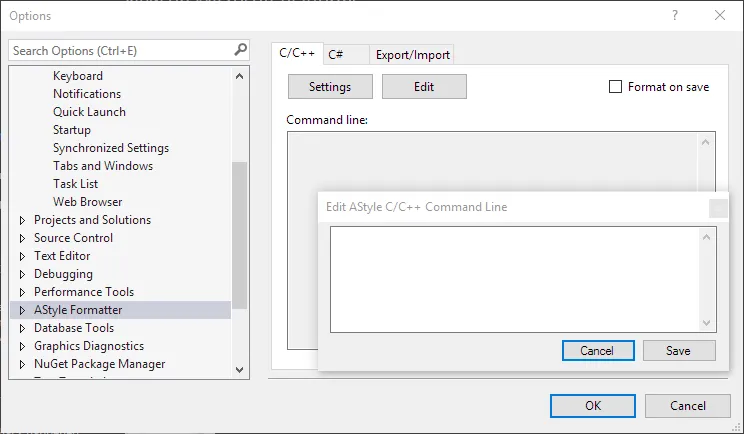 Options
?
Search Options (Ctrl+E)
Keyboard
Notifications
Quick Launch
Startup
Synchronized Settings
Tabs and Windows
Task List
Web Browser
Projects and Solutions
Source Control
Text Editor
Debugging
Performance Tools
AStyle Formatter
Database Tools
Graphics Diagnostics
NuGet Package Manager
C/C++ C# Export/Import
Settings Edit Format on save
Command line:
Edit AStyle C/C++ Command Line
Cancel Save
OK Cancel